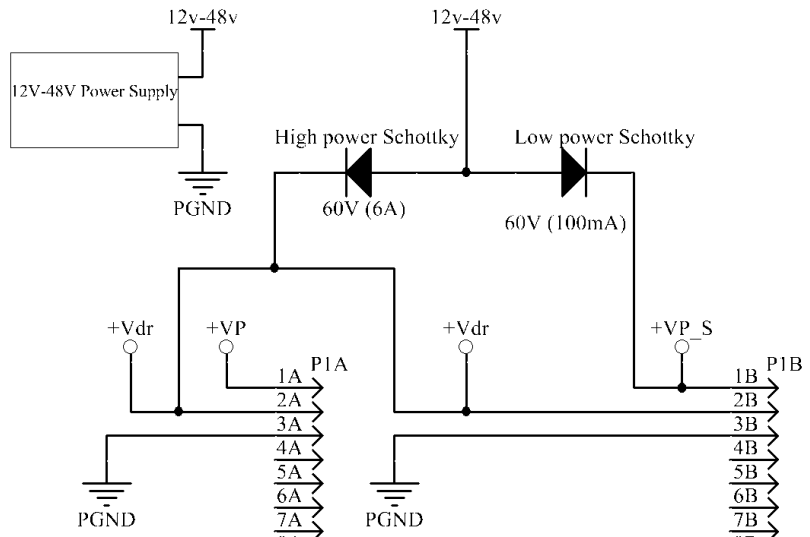 12v-48v
12v-48v
12V-48V Power Supply
PGND
High power Schottky
60V (6A)
Low power Schottky
60V (100mA)
+Vdr
+VP
P1A
1A
2A
3A
4A
5A
6A
7A
PGND
+Vdr
+VP_S
P1B
1B
2B
3B
4B
5B
6B
7B
PGND